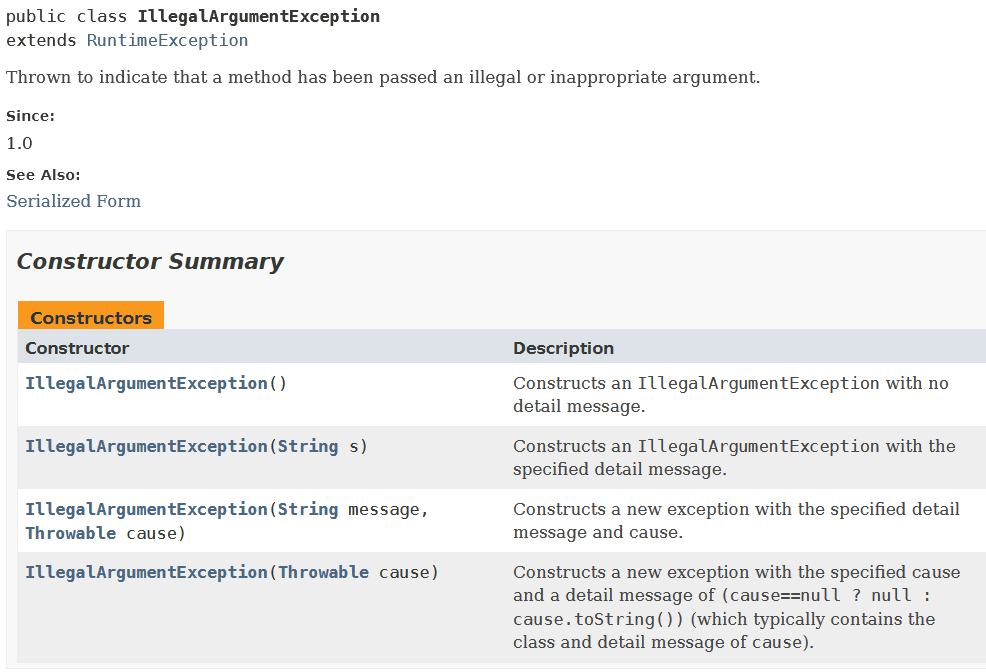 public class IllegalArgumentException
extends RuntimeException
Thrown to indicate that a method has been passed an illegal or inappropriate argument.
Since:
1.0
See Also:
Serialized Form
Constructor Summary
Constructors
Constructor Description
IllegalArgumentException() Constructs an IllegalArgumentException with no
detail message.
IllegalArgumentException(String s) Constructs an IllegalArgumentException with the
specified detail message.
IllegalArgumentException(String message, Constructs a new exception with the specified detail
Throwable cause) message and cause.
IllegalArgumentException(Throwable cause) Constructs a new exception with the specified cause
and a detail message of (cause==null ? null :
cause.toString()) (which typically contains the
class and detail message of cause).